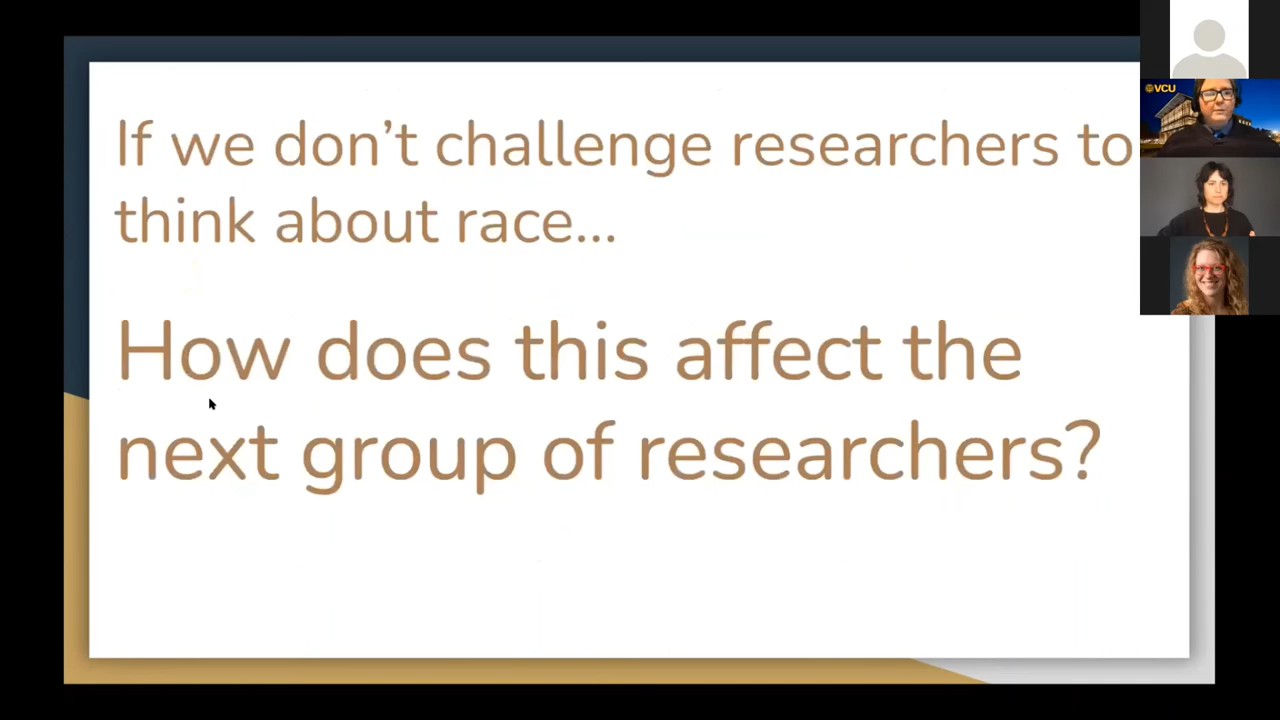 If we don’t challenge researchers to
think about race...
How does this affect the
next group of researchers?
VCU